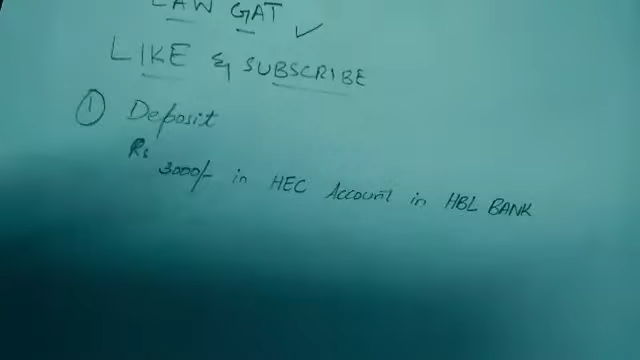 LAW GAT
LIKE & SUBSCRIBE
① Deposit
Rs 3000/- in HEC Account in HBL BANK